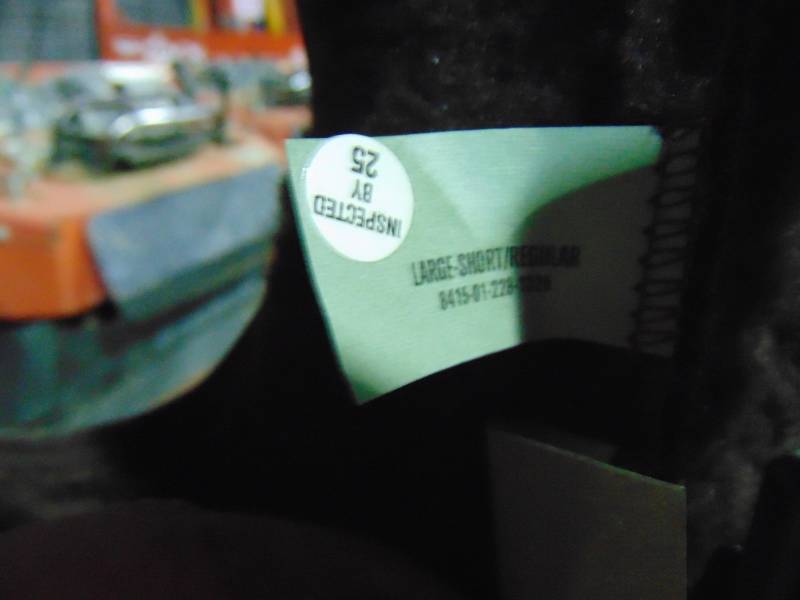 INSPECTED
BY
25
LARGE-SHORT/REGULAR